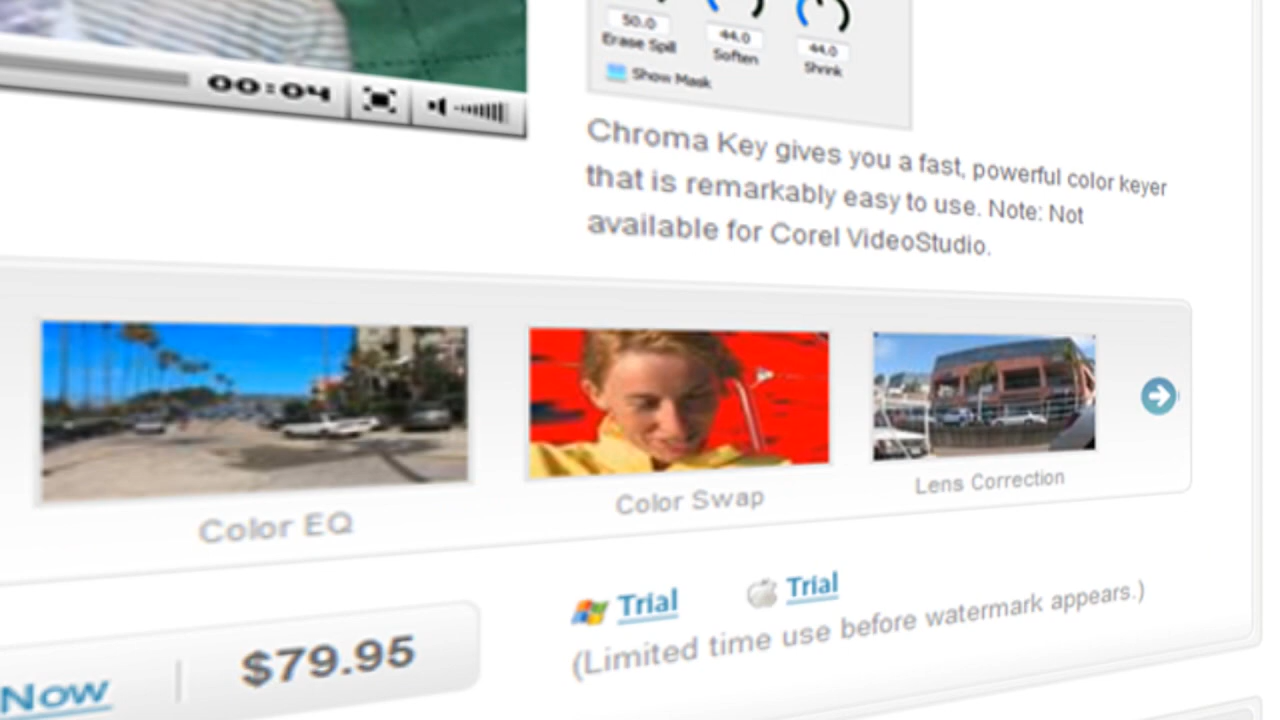 50.0
44.0
44.0
Erase Spill
Soften
Shrink
Show Mask
00:04
Chroma Key gives you a fast, powerful color keyer
that is remarkably easy to use. Note: Not
available for Corel VideoStudio.
Color EQ
Color Swap
Lens Correction
Trial
Trial
(Limited time use before watermark appears.)
Now
$79.95